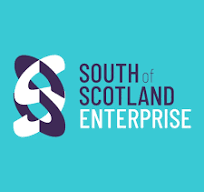 SOUTH of
SCOTLAND
ENTERPRISE